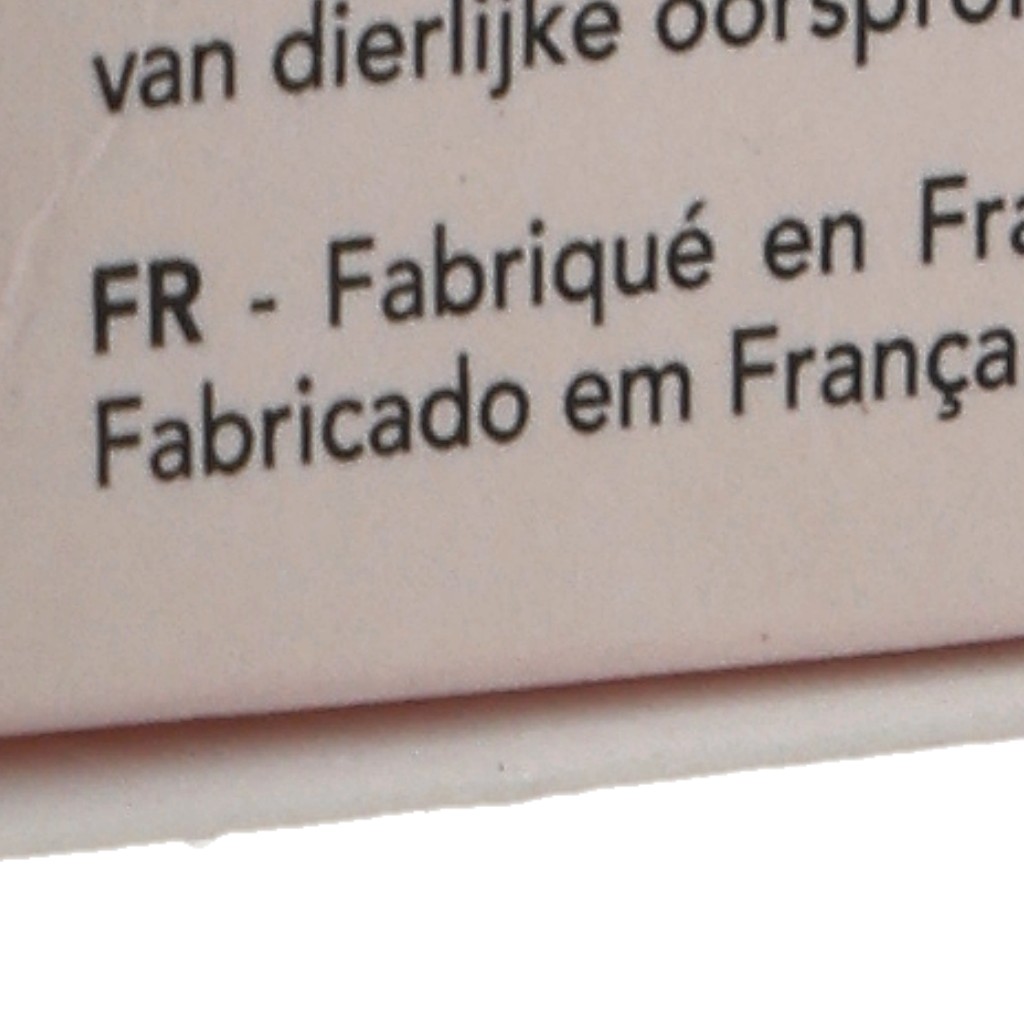 van dierlijke
FR - Fabriqué en
Fabricado em França